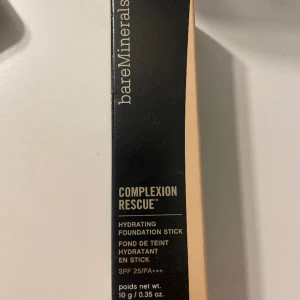 bareMinerals
COMPLEXION
RESCUE™
HYDRATING
FOUNDATION STICK
FOND DE TEINT
HYDRATANT
EN STICK
SPF 25/PA+++
poids net wt.
10 g / 0.35 oz.